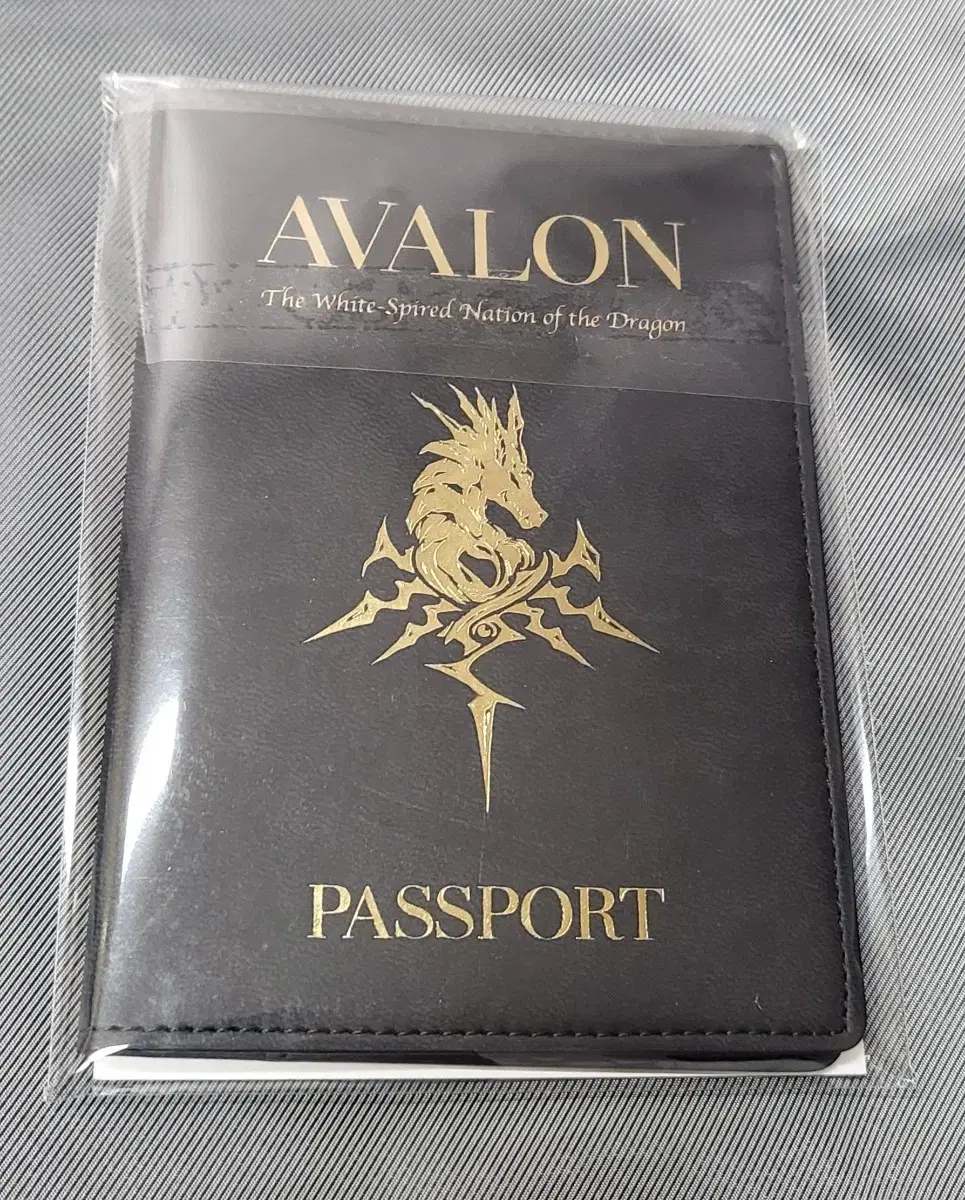 AVALON
The White-Spired Nation of the Dragon
PASSPORT